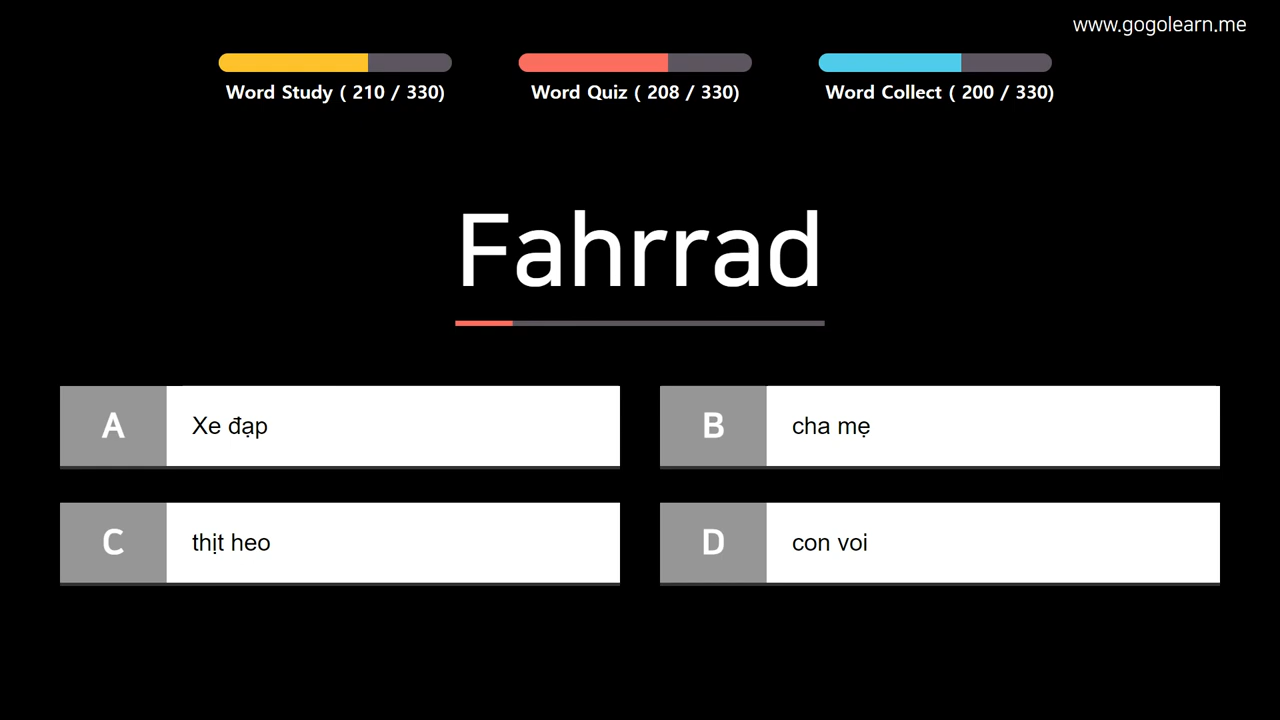 www.gogolearn.me
Word Study ( 210 / 330)
Word Quiz ( 208 / 330)
Word Collect ( 200 / 330)
Fahrrad
A
Xe đạp
B
cha mẹ
C
thịt heo
D
con voi